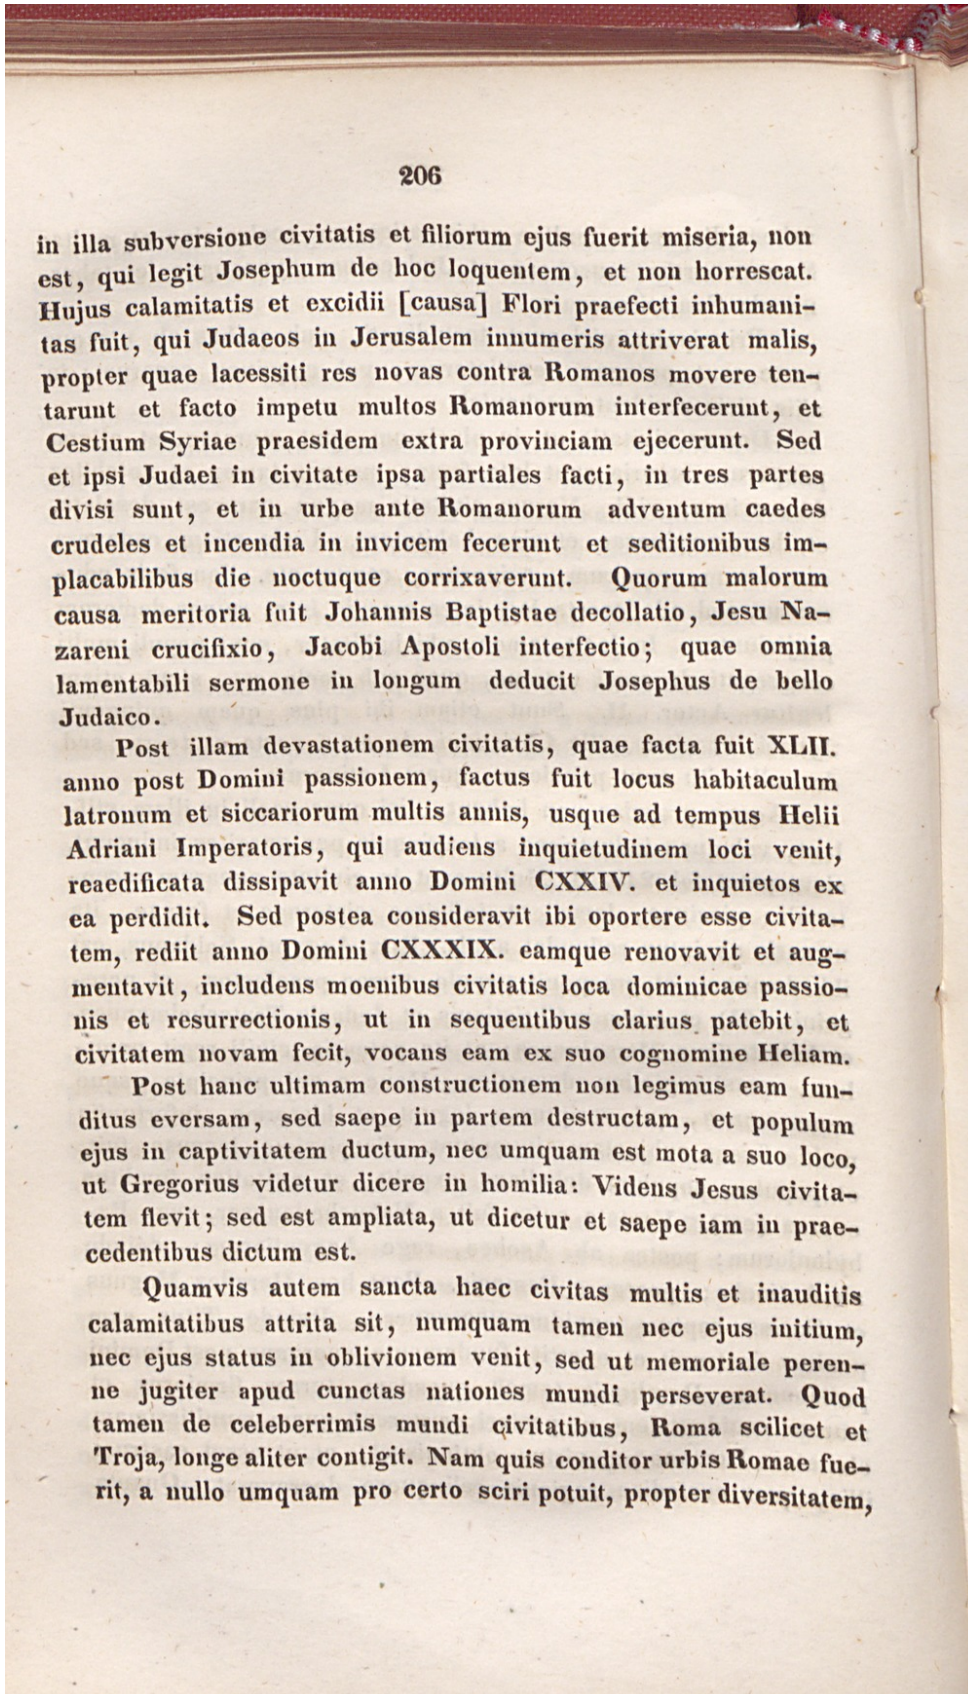 206
in illa subversione civitatis et filiorum ejus fuerit miseria, non
est, qui legit Josephum de hoc loquentem, et non horrescat.
Hujus calamitatis et excidii [causa] Flori praefecti inhumani-
tas fuit, qui Judaeos in Jerusalem innumeris attriverat malis,
propter quae lacessiti res novas contra Romanos movere ten-
tarunt et facto impetu multos Romanorum interfecerunt, et
Cestium Syriae praesidem extra provinciam ejecerunt. Sed
et ipsi Judaei in civitate ipsa partiales facti, in tres partes
divisi sunt, et in urbe ante Romanorum adventum caedes
crudeles et incendia in invicem fecerunt et seditionibus im-
placabilibus die noctuque corrixaverunt. Quorum malorum
causa meritoria fuit Johannis Baptistae decollatio, Jesu Na-
zareni crucifixio, Jacobi Apostoli interfectio; quae omnia
lamentabili sermone in longum deducit Josephus de bello
Judaico.
Post illam devastationem civitatis, quae facta fuit XLII.
anno post Domini passionem, factus fuit locus habitaculum
latronum et siccariorum multis annis, usque ad tempus Helii
Adriani Imperatoris, qui audiens inquietudinem loci venit,
reaedificata dissipavit anno Domini CXXIV. et inquietos ex
ea perdidit. Sed postea consideravit ibi oportere esse civita-
tem, rediit anno Domini CXXXIX. eamque renovavit et aug-
mentavit, includens moenibus civitatis loca dominicae passio-
nis et resurrectionis, ut in sequentibus clarius patebit, et
civitatem novam fecit, vocans eam ex suo cognomine Heliam.
Post hanc ultimam constructionem non legimus eam fun-
ditus eversam, sed saepe in partem destructam, et populum
ejus in captivitatem ductum, nec umquam est mota a suo loco,
ut Gregorius videtur dicere in homilia: Videns Jesus civita-
tem flevit; sed est ampliata, ut dicetur et saepe iam in prae-
cedentibus dictum est.
Quamvis autem sancta haec civitas multis et inauditis
calamitatibus attrita sit, numquam tamen nec ejus initium,
nec ejus status in oblivionem venit, sed ut memoriale peren-
ne jugiter apud cunctas nationes mundi perseverat. Quod
tamen de celeberrimis mundi civitatibus, Roma scilicet et
Troja, longe aliter contigit. Nam quis conditor urbis Romae fue-
rit, a nullo umquam pro certo sciri potuit, propter diversitatem,